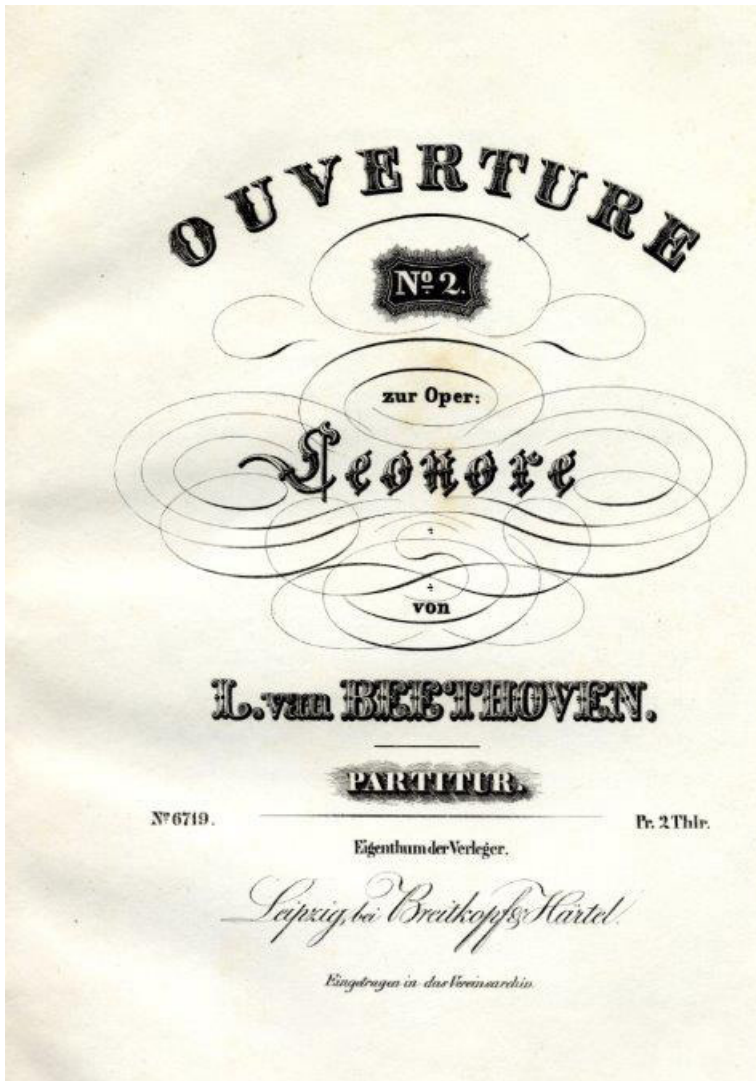 OUVERTURE
Nº 2.
zur Oper:
Leonore
von
L. van BEETHOVEN.
PARTITUR.
Nº 6719.
Pr. 2 Thlr.
Eigenthum der Verleger.
Leipzig, bei Breitkopf & Härtel.
Eingetragen in das Vereinsarchiv.